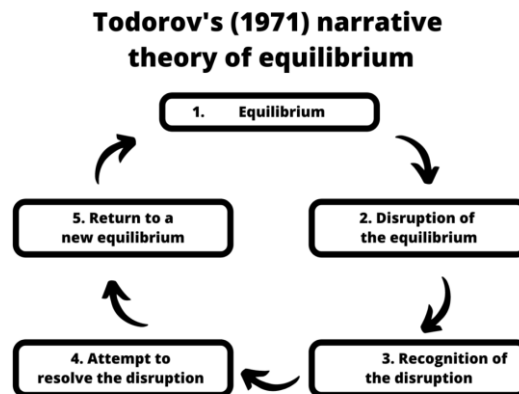 Todorov's (1971) narrative
theory of equilibrium
1. Equilibrium
2. Disruption of
the equilibrium
3. Recognition of
the disruption
4. Attempt to
resolve the disruption
5. Return to a
new equilibrium